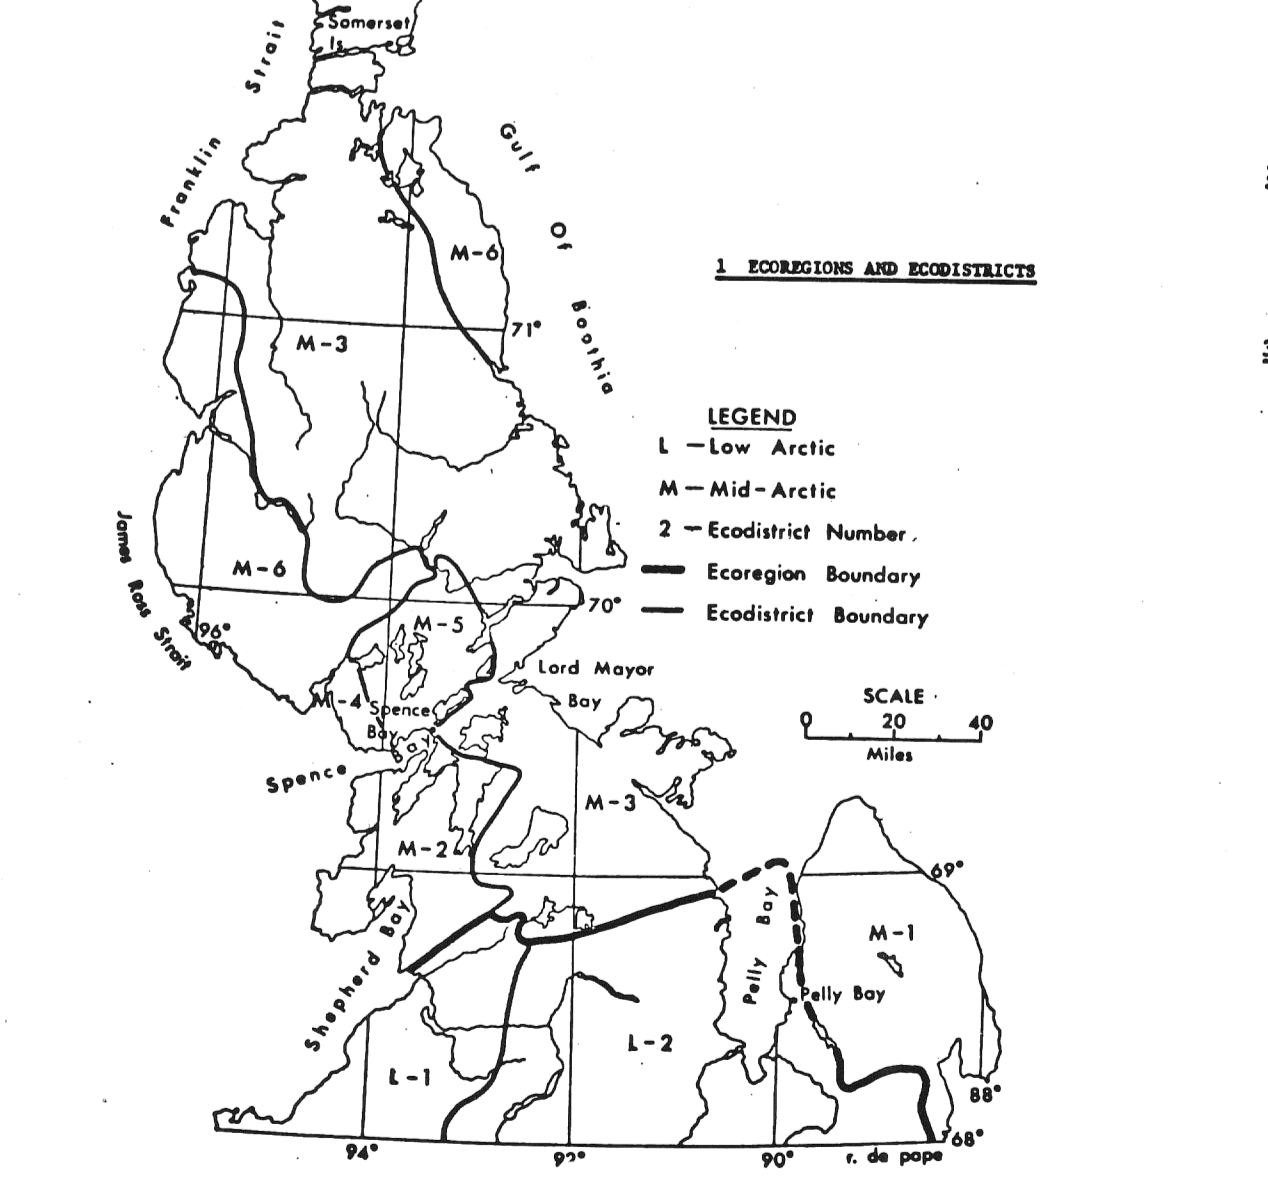 Somerset
Is.
Franklin Strait
Gulf Of Boothia
M-6
1 ECOREGIONS AND ECODISTRICTS
71°
M-3
LEGEND
L — Low Arctic
M — Mid-Arctic
2 — Ecodistrict Number.
Ecoregion Boundary
Ecodistrict Boundary
James Ross Strait
M-6
70°
96°
M-5
Lord Mayor
Bay
M-4
Spence
Bay
SCALE
0 20 40
Miles
Spence
Bay
M-3
M-2
69°
Shepherd Bay
Pelly Bay
M-1
Pelly Bay
L-2
L-1
88°
68°
94°
92°
90°
r. de pape